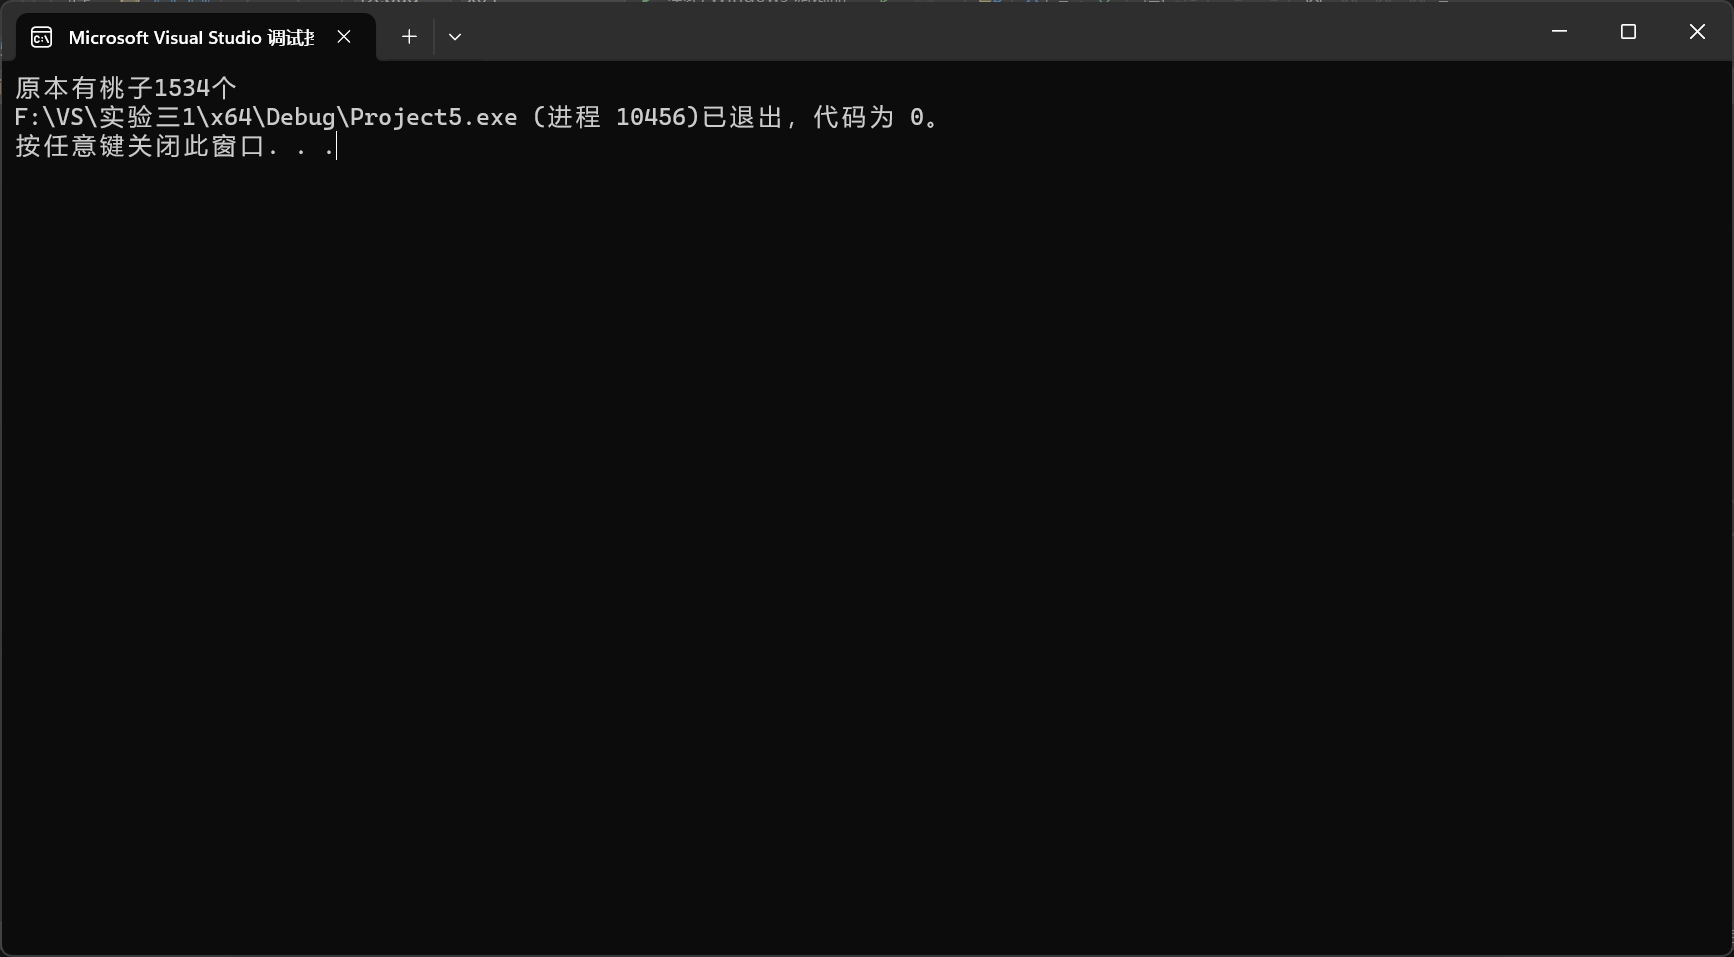 Microsoft Visual Studio 调试
原本有桃子1534个
F:\VS\实验三1\x64\Debug\Project5.exe (进程 10456)已退出，代码为 0。
按任意键关闭此窗口. . .